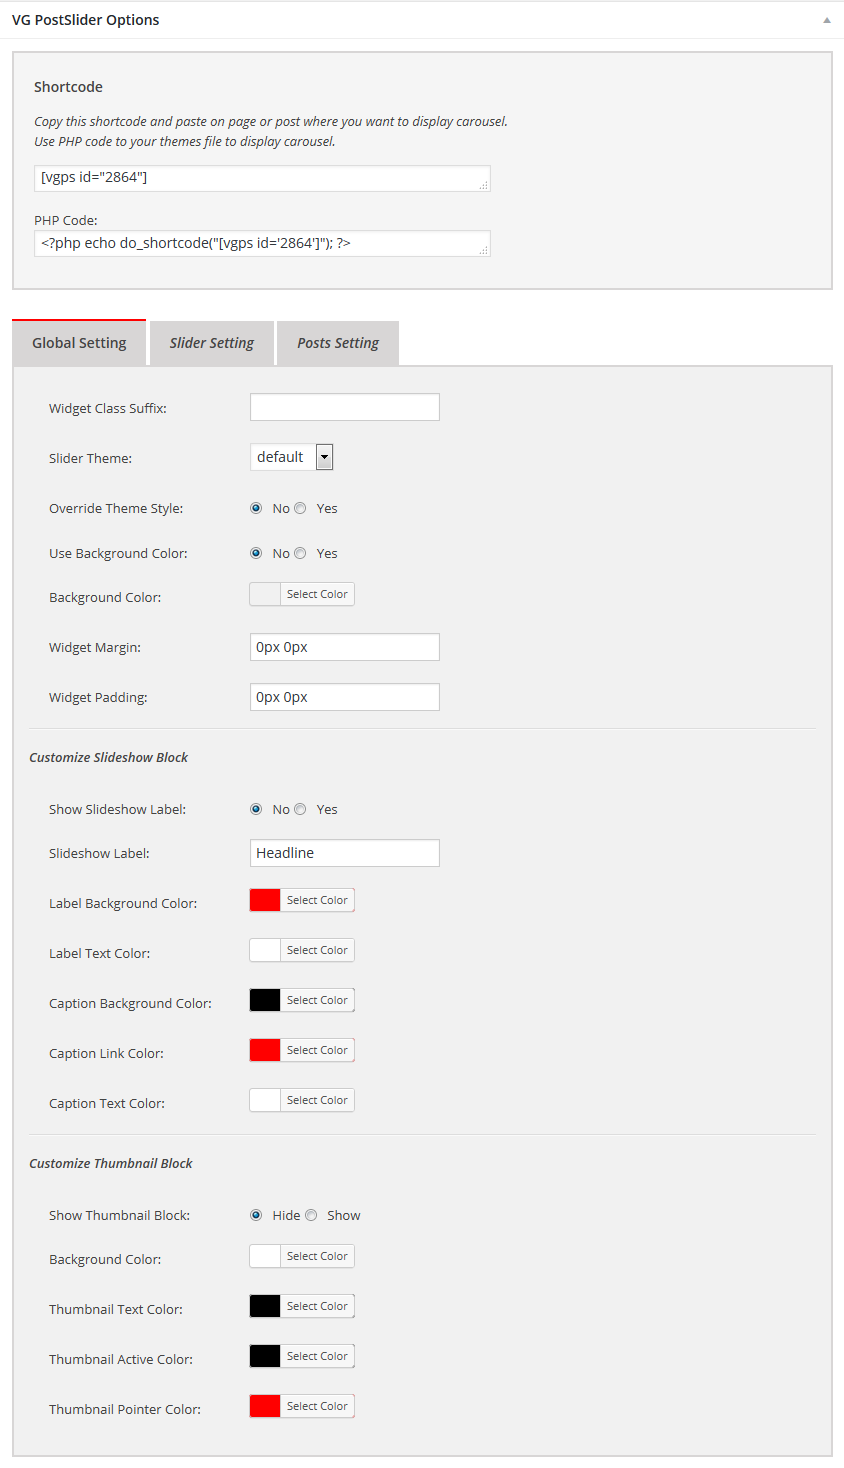 VG PostSlider Options
Shortcode
Copy this shortcode and paste on page or post where you want to display carousel.
Use PHP code to your themes file to display carousel.
[vgps id="2864"]
PHP Code:
<?php echo do_shortcode("[vgps id='2864']"); ?>
Global Setting Slider Setting Posts Setting
Widget Class Suffix:
Slider Theme: default
Override Theme Style: No Yes
Use Background Color: No Yes
Background Color: Select Color
Widget Margin: 0px 0px
Widget Padding: 0px 0px
Customize Slideshow Block
Show Slideshow Label: No Yes
Slideshow Label: Headline
Label Background Color: Select Color
Label Text Color: Select Color
Caption Background Color: Select Color
Caption Link Color: Select Color
Caption Text Color: Select Color
Customize Thumbnail Block
Show Thumbnail Block: Hide Show
Background Color: Select Color
Thumbnail Text Color: Select Color
Thumbnail Active Color: Select Color
Thumbnail Pointer Color: Select Color